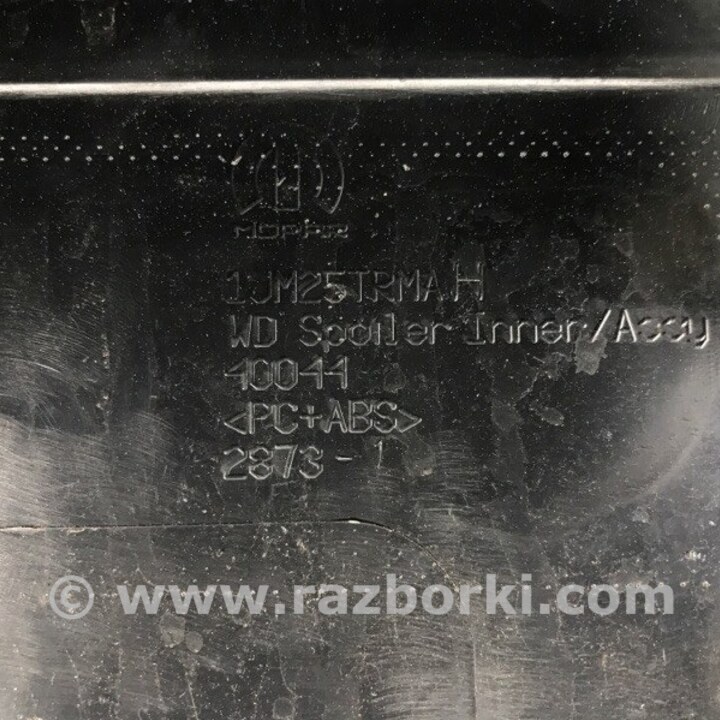 MOPAR
1JM25TRMAH
WD Spoiler Inner/Assy
40044
<PC+ABS>
2873-1
© www.razborki.com